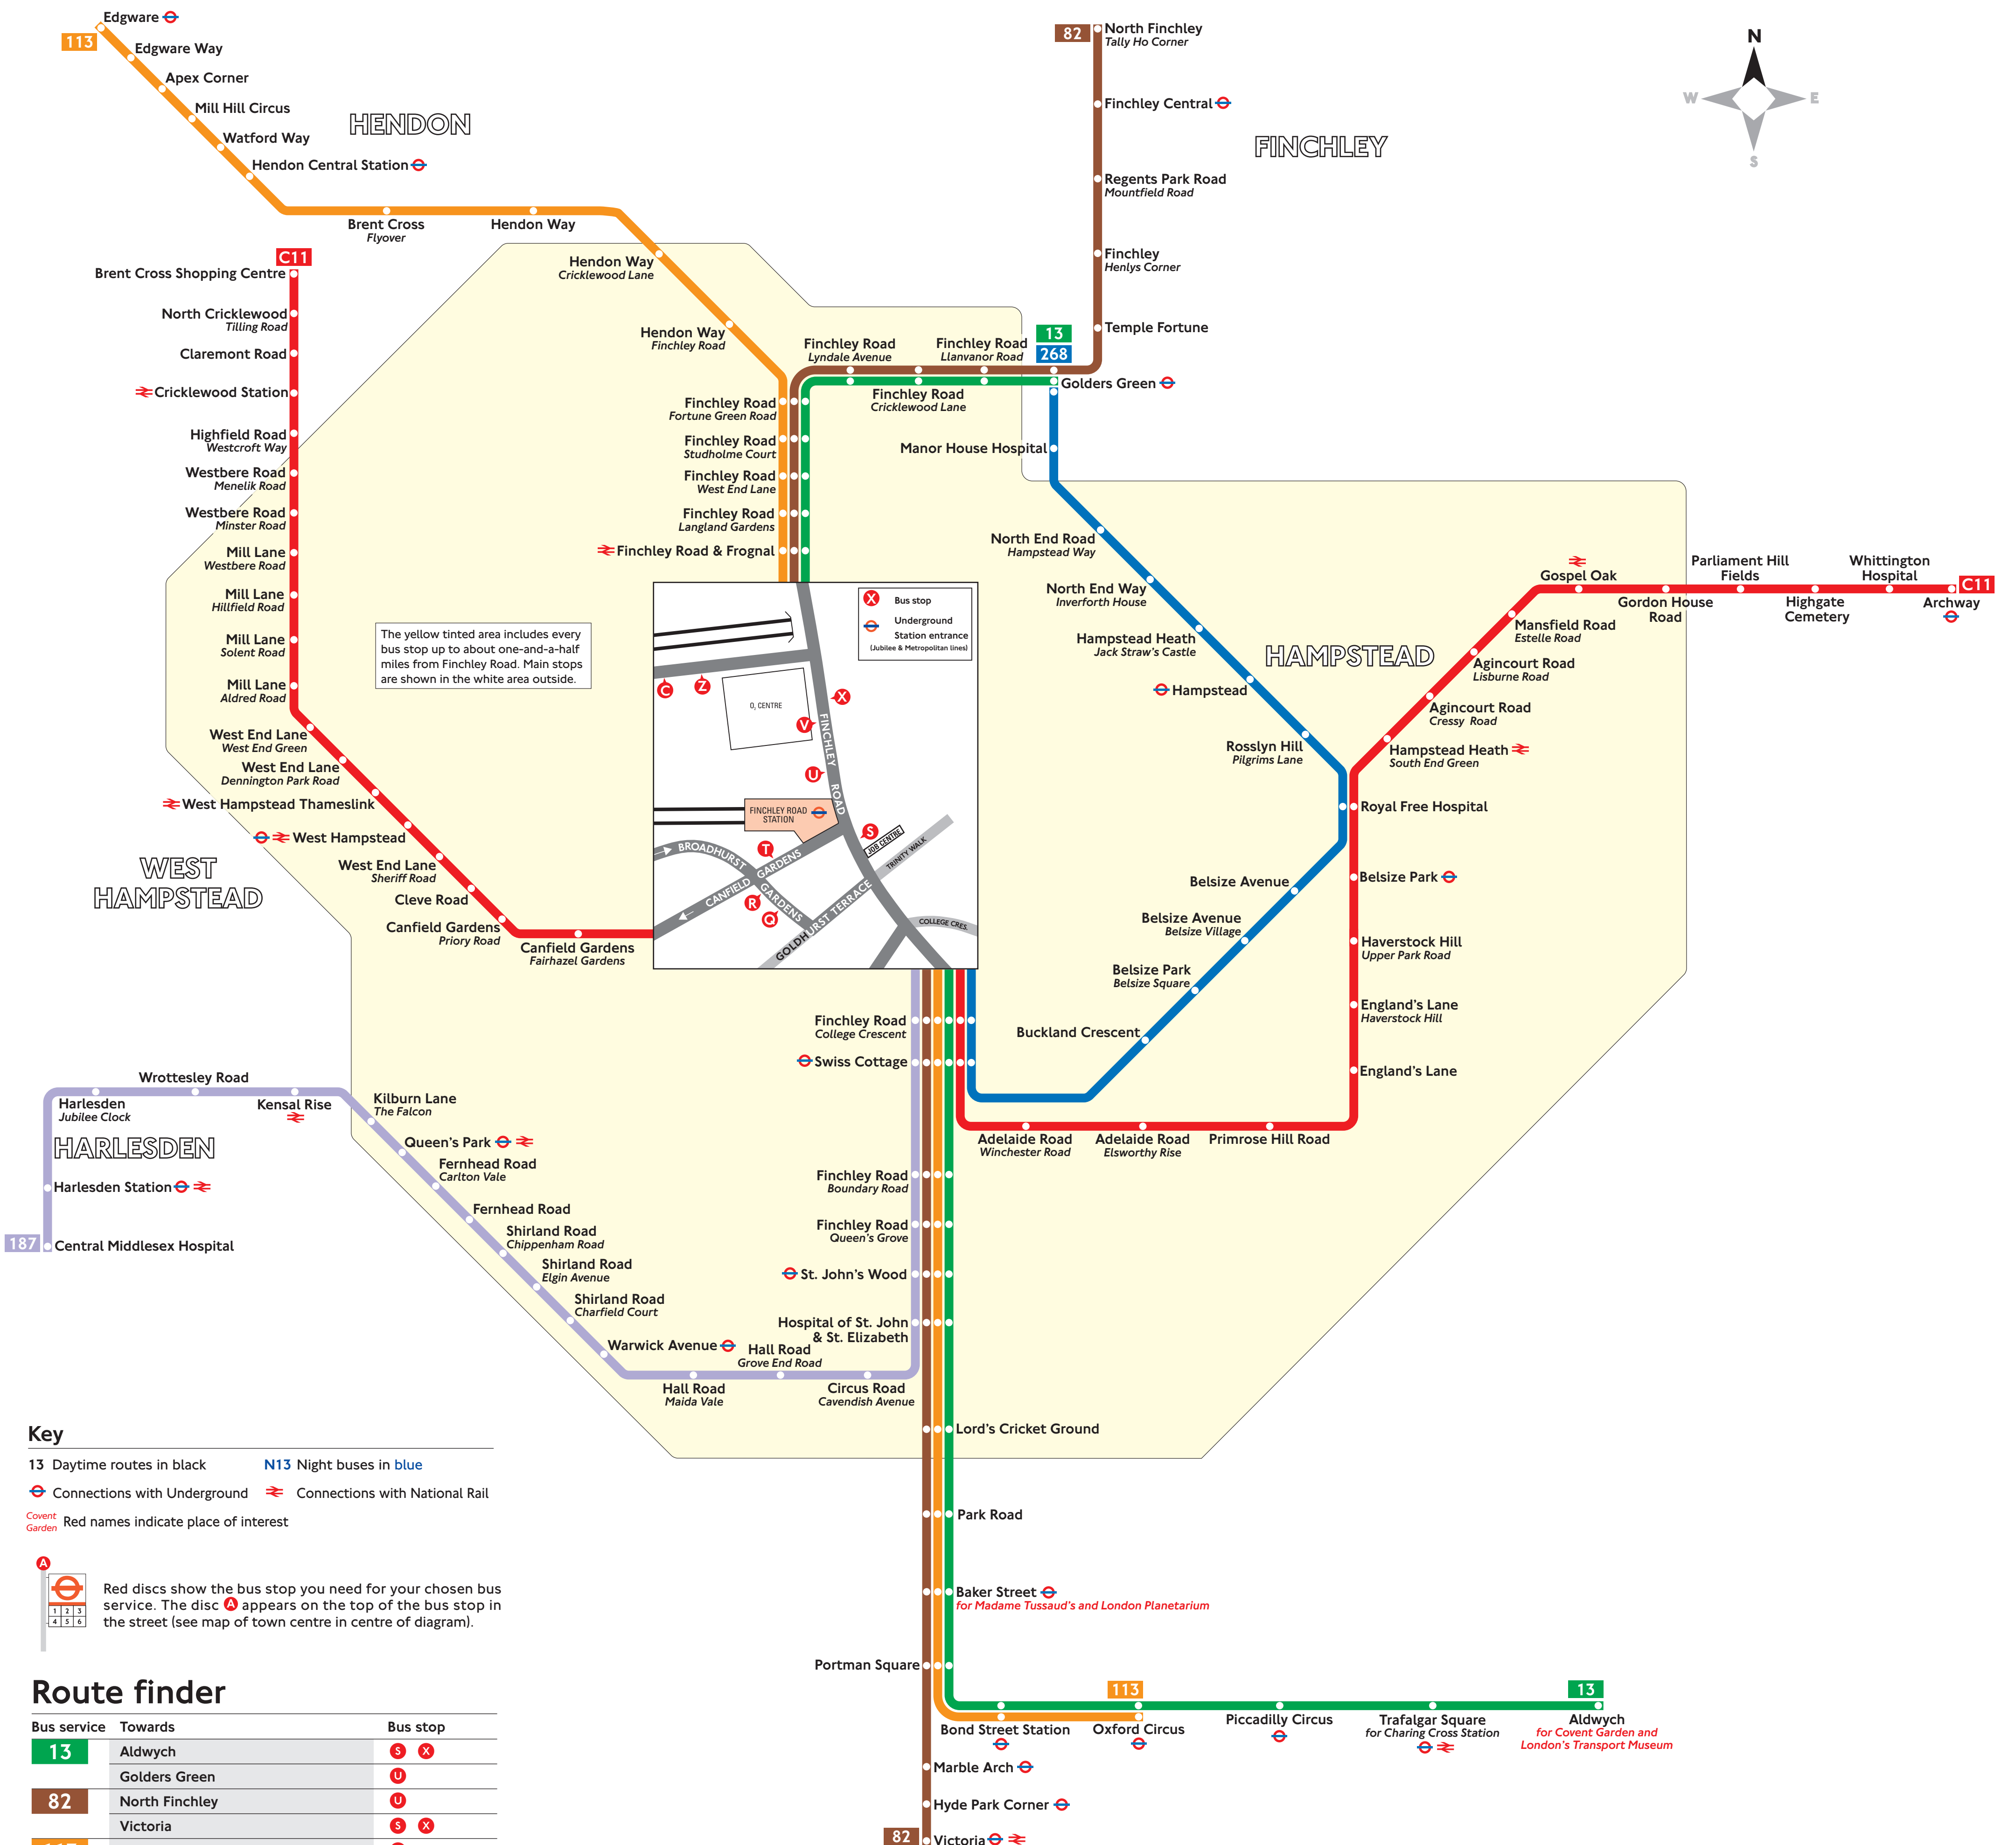 Edgware
113
Edgware Way
Apex Corner
Mill Hill Circus
Watford Way
Hendon Central Station
HENDON
Brent Cross
Flyover
Hendon Way
Hendon Way
Cricklewood Lane
Hendon Way
Finchley Road
82
North Finchley
Tally Ho Corner
Finchley Central
FINCHLEY
Regents Park Road
Mountfield Road
Finchley
Henlys Corner
Temple Fortune
N
W
E
S
C11
Brent Cross Shopping Centre
North Cricklewood
Tilling Road
Claremont Road
Cricklewood Station
Highfield Road
Westcroft Way
Westbere Road
Menelik Road
Westbere Road
Minster Road
Mill Lane
Westbere Road
Mill Lane
Hillfield Road
Mill Lane
Solent Road
Mill Lane
Aldred Road
West End Lane
West End Green
West End Lane
Dennington Park Road
West Hampstead Thameslink
West Hampstead
West End Lane
Sheriff Road
Cleve Road
Canfield Gardens
Priory Road
Canfield Gardens
Fairhazel Gardens
WEST
HAMPSTEAD
13
268
Finchley Road
Lyndale Avenue
Finchley Road
Llanvanor Road
Golders Green
Finchley Road
Cricklewood Lane
Finchley Road
Fortune Green Road
Finchley Road
Studholme Court
Finchley Road
West End Lane
Finchley Road
Langland Gardens
Finchley Road & Frognal
The yellow tinted area includes every
bus stop up to about one-and-a-half
miles from Finchley Road. Main stops
are shown in the white area outside.
X Bus stop
Underground
Station entrance
(Jubilee & Metropolitan lines)
C
Z
X
O2 CENTRE
V
U
FINCHLEY ROAD
FINCHLEY ROAD
STATION
S
JOB CENTRE
TRINITY WALK
T
BROADHURST GARDENS
CANFIELD GARDENS
R
Q
GOLDHURST TERRACE
COLLEGE CRES.
Manor House Hospital
North End Road
Hampstead Way
North End Way
Inverforth House
Hampstead Heath
Jack Straw's Castle
HAMPSTEAD
Hampstead
Rosslyn Hill
Pilgrims Lane
Gospel Oak
Parliament Hill
Fields
Whittington
Hospital
C11
Gordon House
Road
Highgate
Cemetery
Archway
Mansfield Road
Estelle Road
Agincourt Road
Lisburne Road
Agincourt Road
Cressy Road
Hampstead Heath
South End Green
Royal Free Hospital
Belsize Park
Haverstock Hill
Upper Park Road
England's Lane
Haverstock Hill
England's Lane
Belsize Avenue
Belsize Avenue
Belsize Village
Belsize Park
Belsize Square
Buckland Crescent
Finchley Road
College Crescent
Swiss Cottage
Adelaide Road
Winchester Road
Adelaide Road
Elsworthy Rise
Primrose Hill Road
Finchley Road
Boundary Road
Finchley Road
Queen's Grove
St. John's Wood
Hospital of St. John
& St. Elizabeth
Wrottesley Road
Harlesden
Jubilee Clock
Kensal Rise
HARLESDEN
Harlesden Station
187
Central Middlesex Hospital
Kilburn Lane
The Falcon
Queen's Park
Fernhead Road
Carlton Vale
Fernhead Road
Shirland Road
Chippenham Road
Shirland Road
Elgin Avenue
Shirland Road
Charfield Court
Warwick Avenue
Hall Road
Grove End Road
Hall Road
Maida Vale
Circus Road
Cavendish Avenue
Lord's Cricket Ground
Park Road
Baker Street
for Madame Tussaud's and London Planetarium
Portman Square
113
13
Bond Street Station
Oxford Circus
Piccadilly Circus
Trafalgar Square
for Charing Cross Station
Aldwych
for Covent Garden and
London's Transport Museum
Marble Arch
Hyde Park Corner
82
Victoria
Key
13 Daytime routes in black
N13 Night buses in blue
Connections with Underground
Connections with National Rail
Covent
Garden
Red names indicate place of interest
A
1 2 3
4 5 6
Red discs show the bus stop you need for your chosen bus
service. The disc A appears on the top of the bus stop in
the street (see map of town centre in centre of diagram).
Route finder
Bus service Towards Bus stop
13 Aldwych S X
Golders Green U
82 North Finchley U
Victoria S X